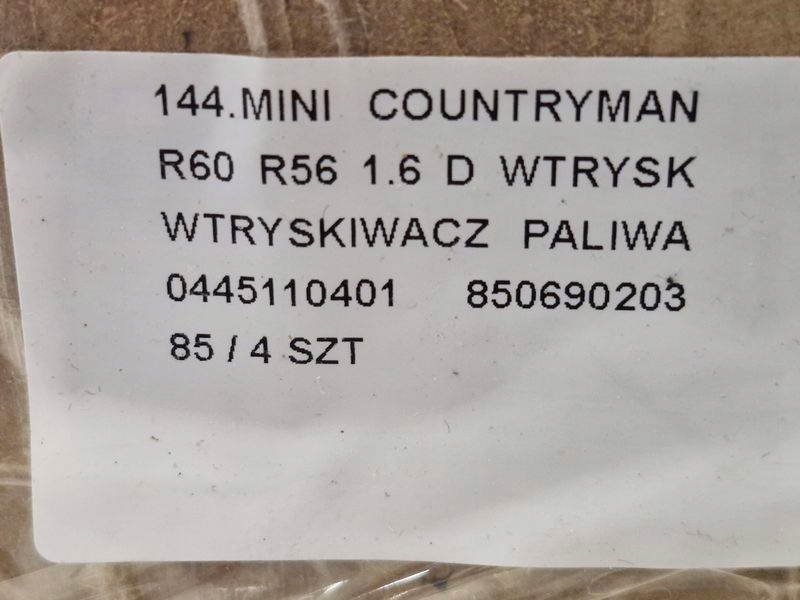 144.MINI COUNTRYMAN
R60 R56 1.6 D WTRYSK
WTRYSKIWACZ PALIWA
0445110401 850690203
85 / 4 SZT